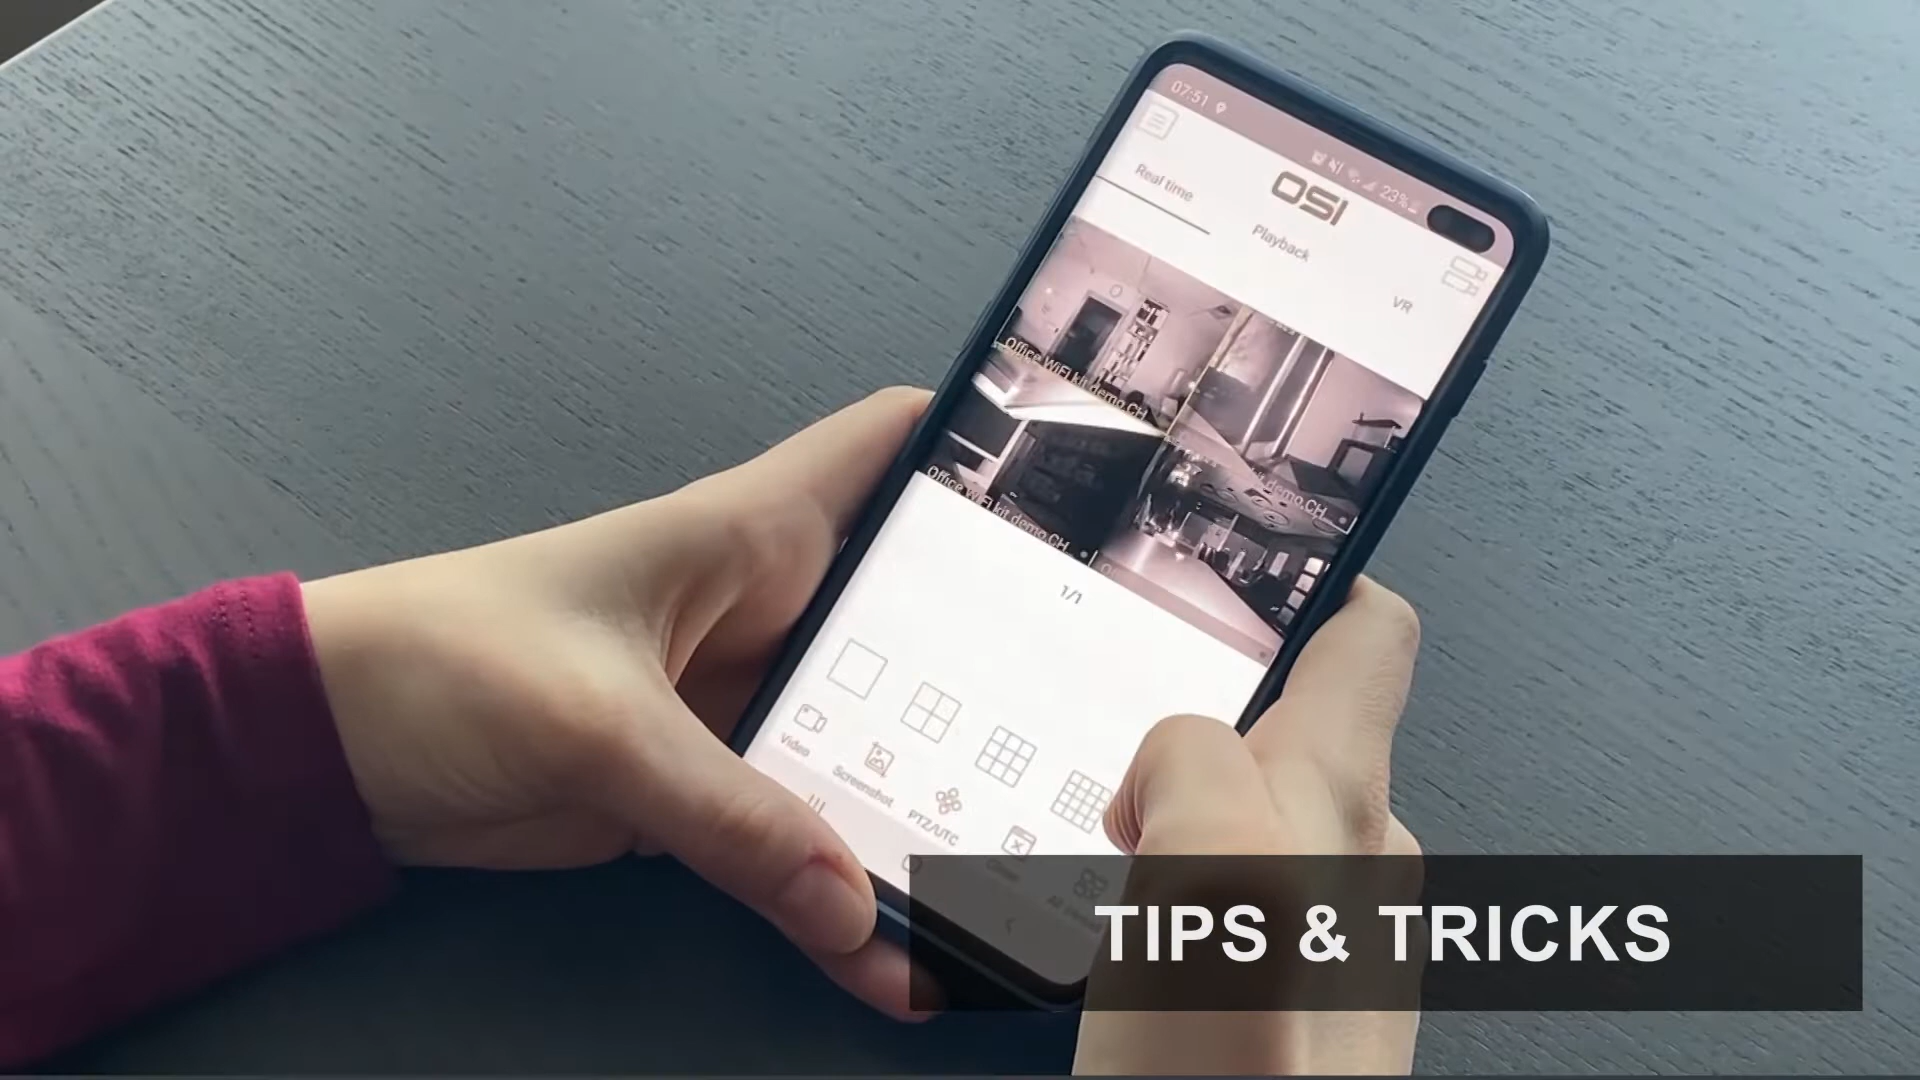 07:51
23%
OSI
Real time
Playback
VR
Office WiFi kit demo,CH
kit demo,CH
Office WiFi kit demo,CH
1/1
Video
Screenshot
PTZ/UTC
TIPS & TRICKS